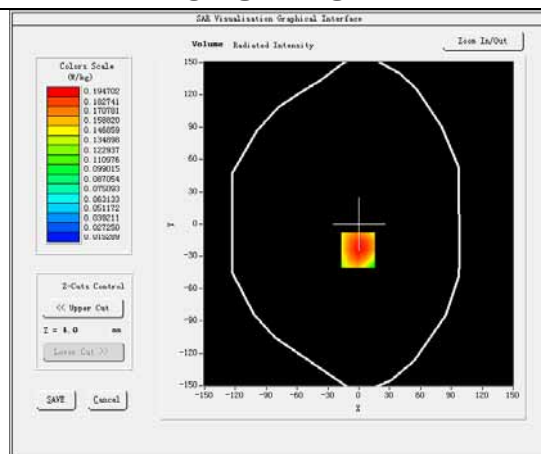 SAR Visualisation Graphical Interface
Volume Radiated Intensity
Zoom In/Out
Colors Scale
(W/kg)
0.194702
0.182741
0.170781
0.158820
0.146859
0.134898
0.122937
0.110976
0.099015
0.087054
0.075093
0.063133
0.051172
0.039211
0.027250
0.015289
Z-Cuts Control
<< Upper Cut
Z = 4.0 mm
Lower Cut >>
SAVE
Cancel
150
120
90
60
30
0
-30
-60
-90
-120
-150
Y
-150 -120 -90 -60 -30 0 30 60 90 120 150
X